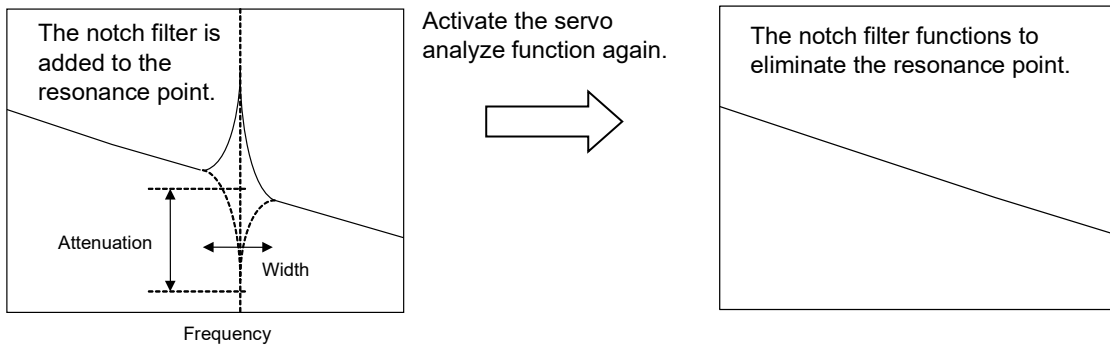 The notch filter is
added to the
resonance point.
Attenuation
Width
Frequency
Activate the servo
analyze function again.
The notch filter functions to
eliminate the resonance point.